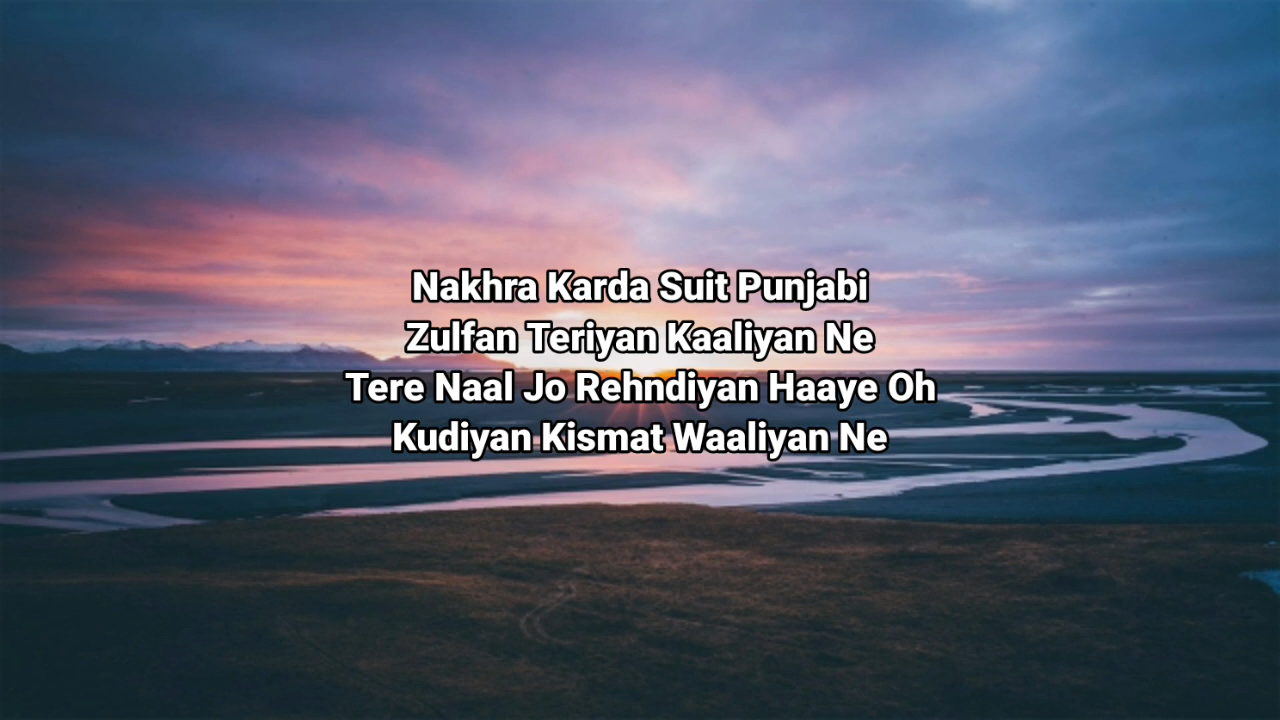 Nakhra Karda Suit Punjabi
Zulfan Teriyan Kaaliyan Ne
Tere Naal Jo Rehndiyan Haaye Oh
Kudiyan Kismat Waaliyan Ne